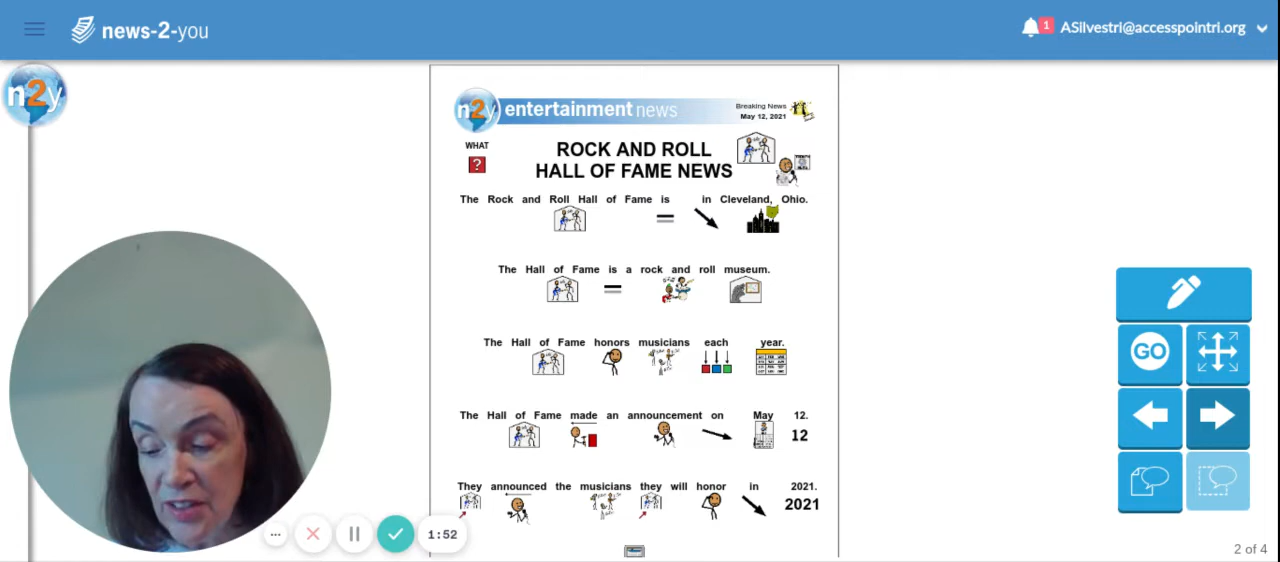 news-2-you
1
ASilvestri@accesspointri.org
n2y
n2y entertainment news
Breaking News
May 12, 2021
WHAT
?
ROCK AND ROLL
HALL OF FAME NEWS
The Rock and Roll Hall of Fame is in Cleveland, Ohio.
The Hall of Fame is a rock and roll museum.
The Hall of Fame honors musicians each year.
The Hall of Fame made an announcement on May 12.
12
They announced the musicians they will honor in 2021.
2021
GO
... 1:52
2 of 4